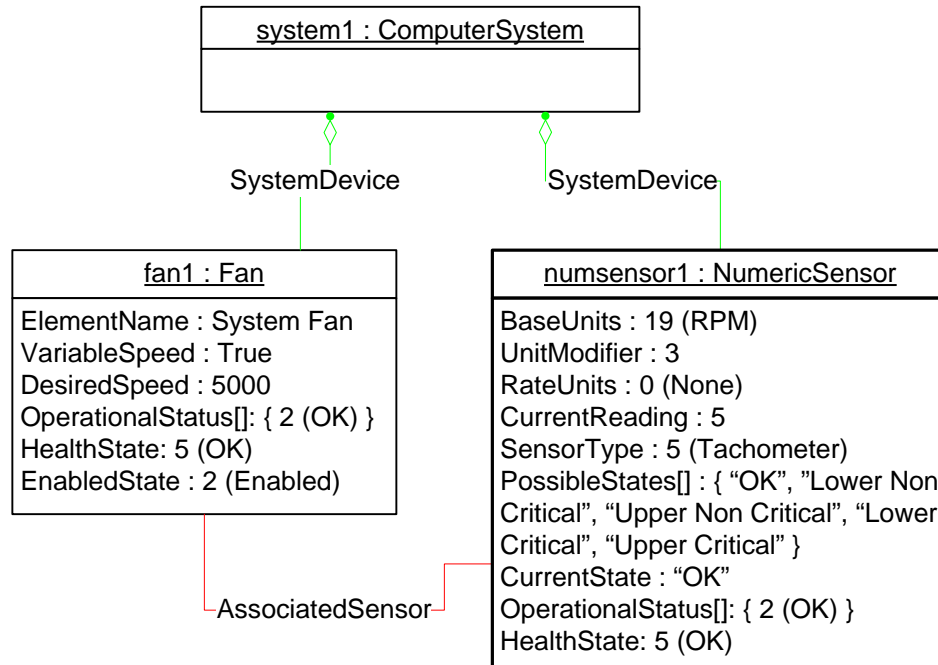 system1 : ComputerSystem
SystemDevice
SystemDevice
fan1 : Fan
ElementName : System Fan
VariableSpeed : True
DesiredSpeed : 5000
OperationalStatus[]: { 2 (OK) }
HealthState: 5 (OK)
EnabledState : 2 (Enabled)
numsensor1 : NumericSensor
BaseUnits : 19 (RPM)
UnitModifier : 3
RateUnits : 0 (None)
CurrentReading : 5
SensorType : 5 (Tachometer)
PossibleStates[] : { “OK”, ”Lower Non
Critical”, “Upper Non Critical”, “Lower
Critical”, “Upper Critical” }
CurrentState : “OK”
OperationalStatus[]: { 2 (OK) }
HealthState: 5 (OK)
AssociatedSensor